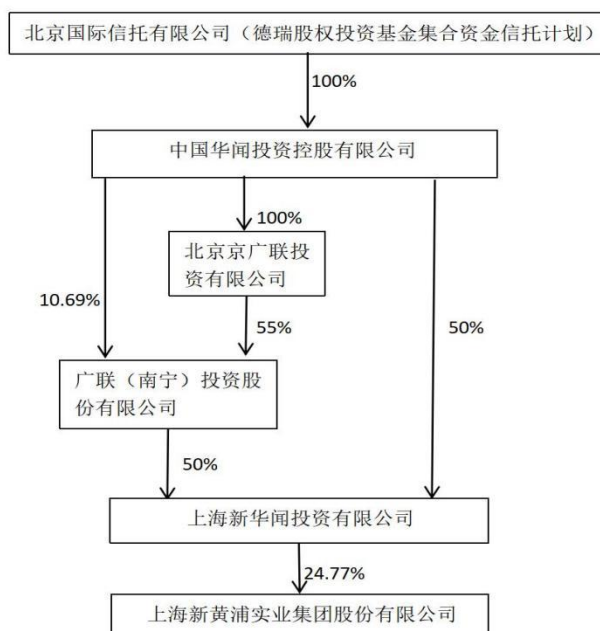 北京国际信托有限公司（德瑞股权投资基金集合资金信托计划）
100%
中国华闻投资控股有限公司
100%
北京京广联投
资有限公司
10.69%
55%
50%
广联（南宁）投资股
份有限公司
50%
上海新华闻投资有限公司
24.77%
上海新黄浦实业集团股份有限公司